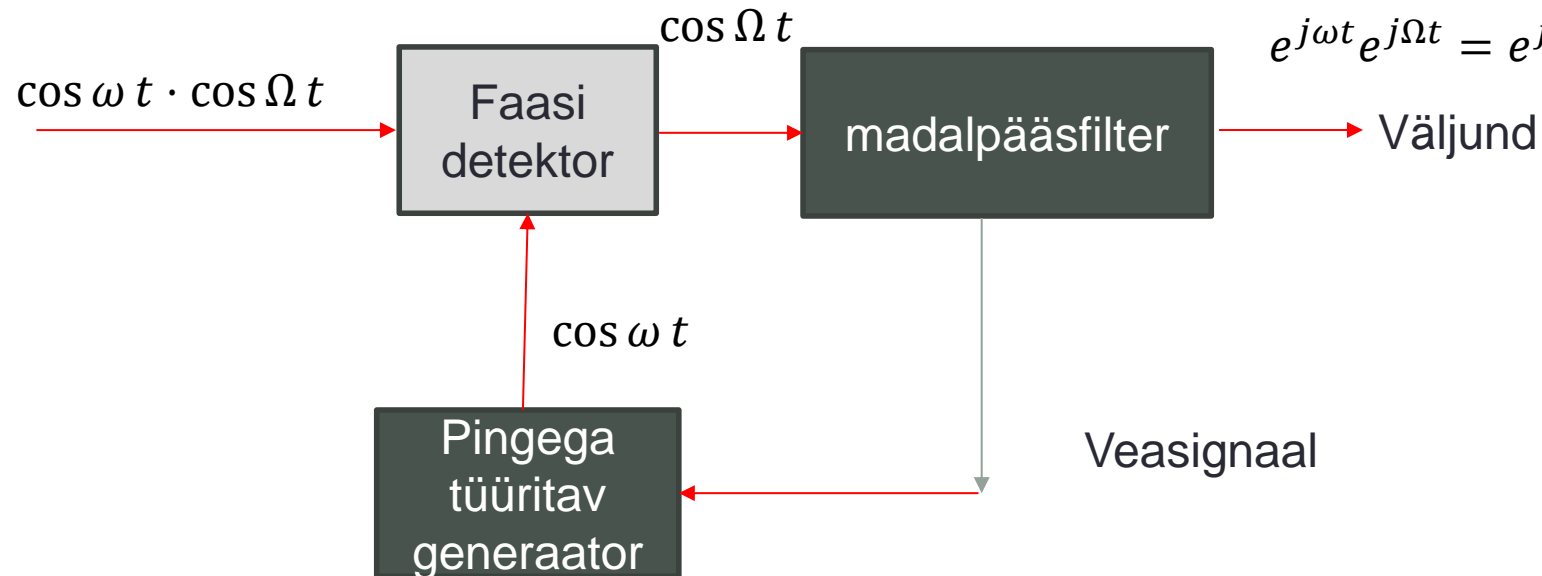 cos Ω t
e^{jωt}e^{jΩt} = e^{j
cos ω t · cos Ω t
Faasi
detektor
madalpääsfilter
Väljund
cos ω t
Pingega
tüüritav
generaator
Veasignaal